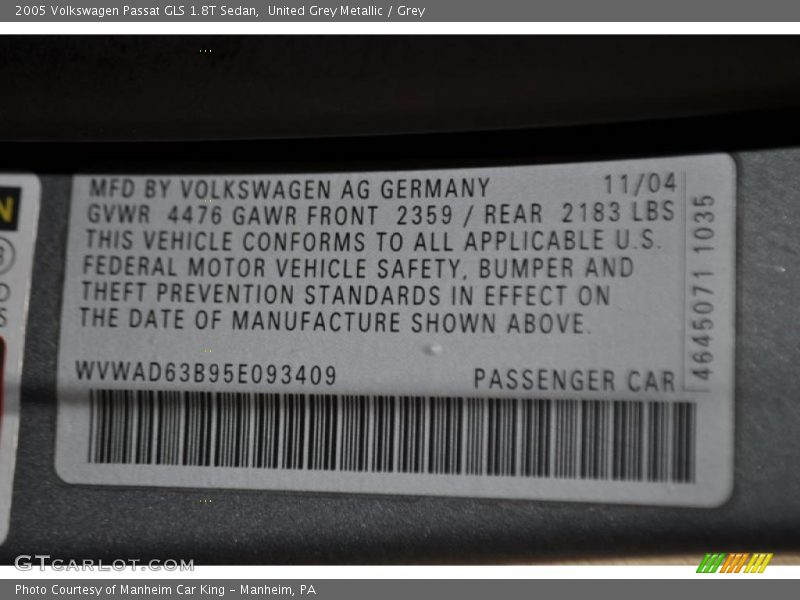 2005 Volkswagen Passat GLS 1.8T Sedan, United Grey Metallic / Grey
MFD BY VOLKSWAGEN AG GERMANY 11/04
GVWR 4476 GAWR FRONT 2359 / REAR 2183 LBS
THIS VEHICLE CONFORMS TO ALL APPLICABLE U.S.
FEDERAL MOTOR VEHICLE SAFETY, BUMPER AND
THEFT PREVENTION STANDARDS IN EFFECT ON
THE DATE OF MANUFACTURE SHOWN ABOVE.
WVWAD63B95E093409 PASSENGER CAR
4645071 1035
N
GTcarlot.com
Photo Courtesy of Manheim Car King - Manheim, PA